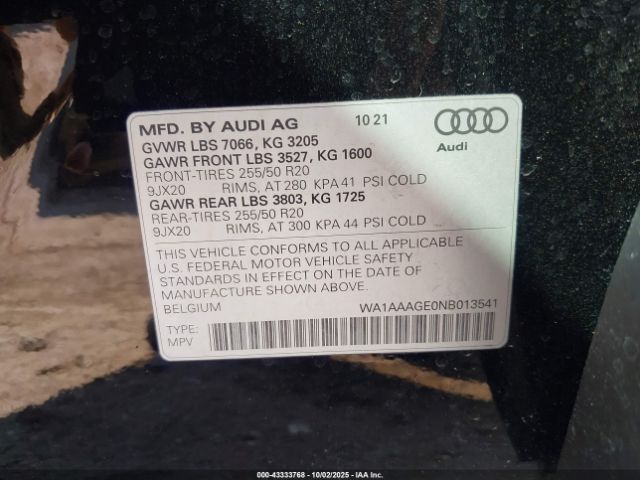 MFD. BY AUDI AG 10 21
GVWR LBS 7066, KG 3205
GAWR FRONT LBS 3527, KG 1600
FRONT-TIRES 255/50 R20
9JX20 RIMS, AT 280 KPA 41 PSI COLD
GAWR REAR LBS 3803, KG 1725
REAR-TIRES 255/50 R20
9JX20 RIMS, AT 300 KPA 44 PSI COLD
Audi
THIS VEHICLE CONFORMS TO ALL APPLICABLE
U.S. FEDERAL MOTOR VEHICLE SAFETY
STANDARDS IN EFFECT ON THE DATE OF
MANUFACTURE SHOWN ABOVE.
BELGIUM WA1AAAGE0NB013541
TYPE:
MPV
000-43333768 - 10/02/2025 - IAA Inc.